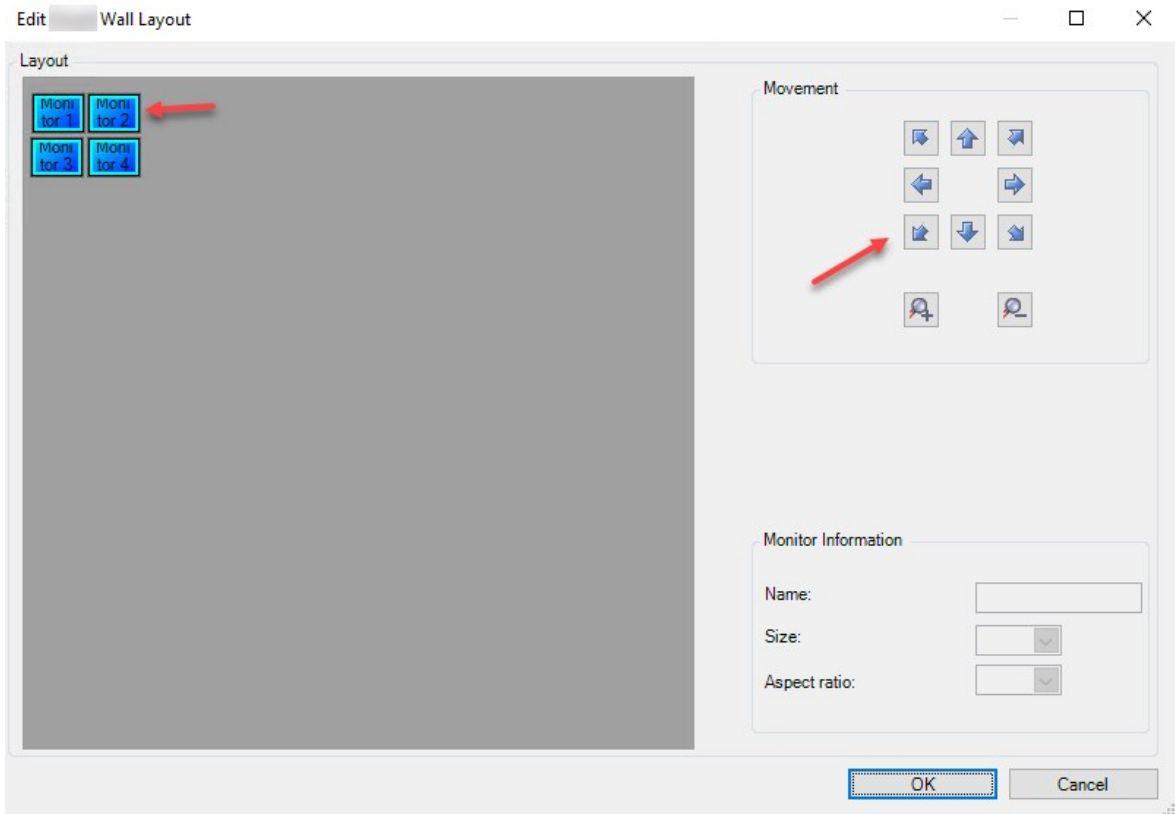 Edit Wall Layout
Layout
Moni
tor 1
Moni
tor 2
Moni
tor 3
Moni
tor 4
Movement
Monitor Information
Name:
Size:
Aspect ratio:
OK
Cancel